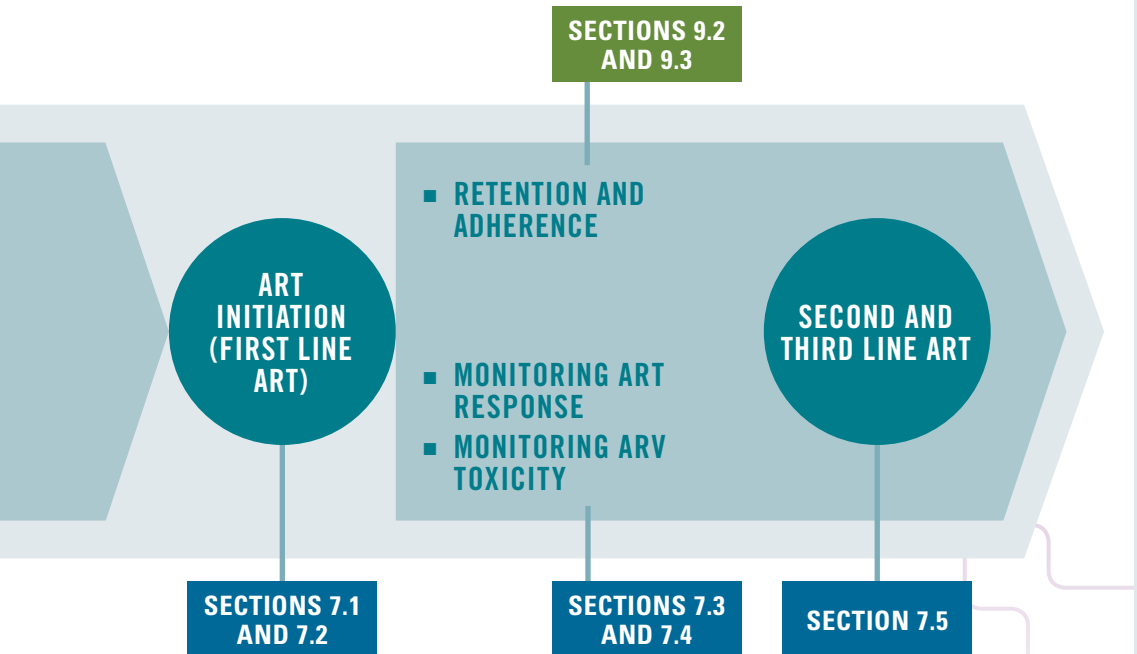 SECTIONS 9.2
AND 9.3
■ RETENTION AND
ADHERENCE
ART
INITIATION
(FIRST LINE
ART)
SECOND AND
THIRD LINE ART
■ MONITORING ART
RESPONSE
■ MONITORING ARV
TOXICITY
SECTIONS 7.1
AND 7.2
SECTIONS 7.3
AND 7.4
SECTION 7.5